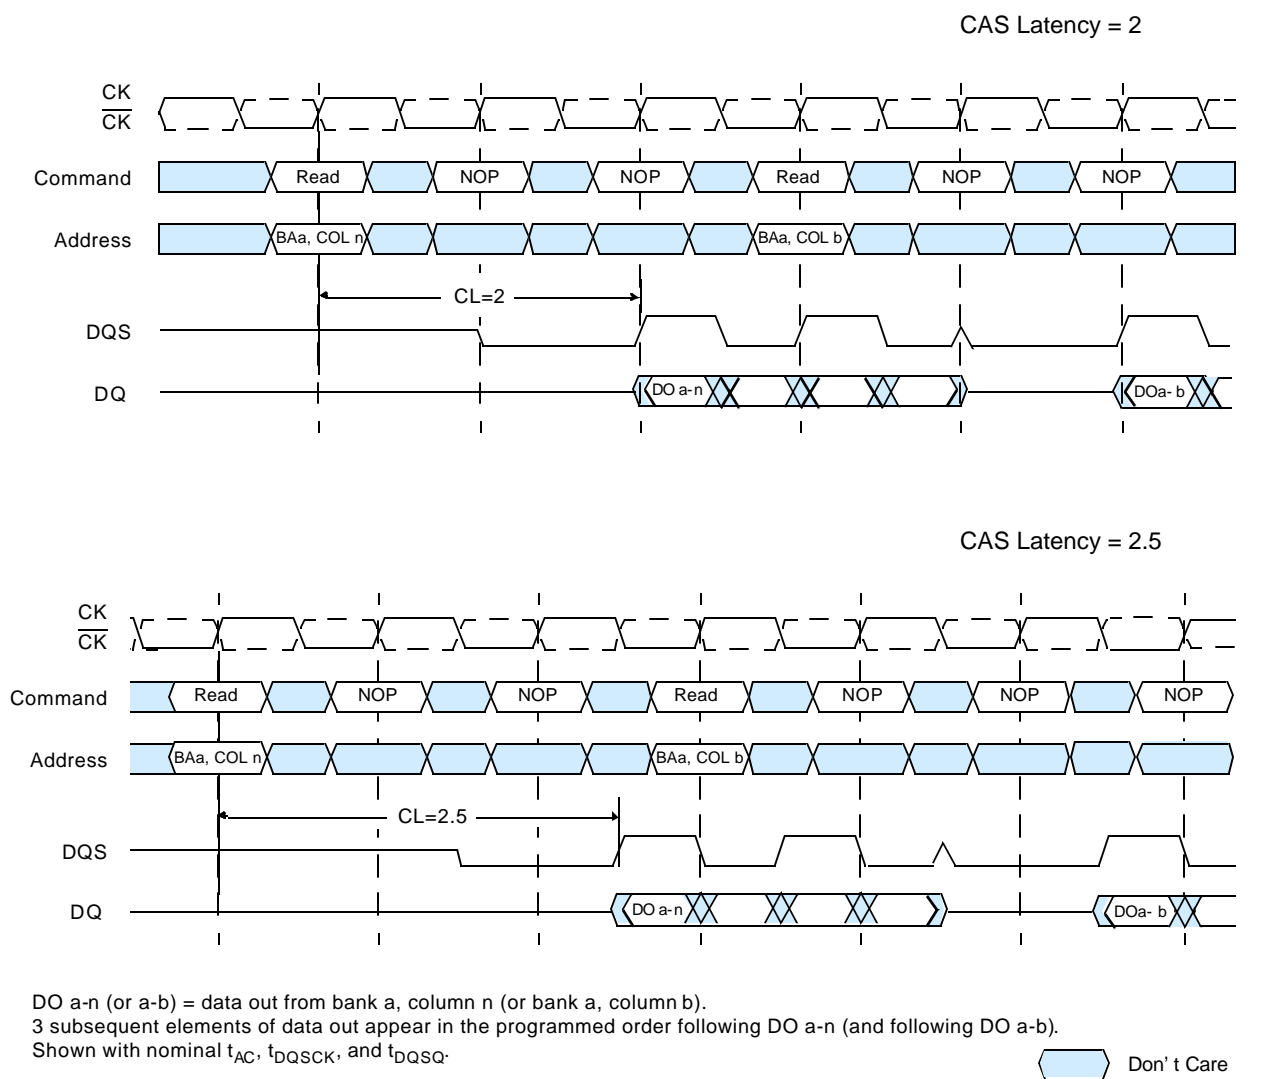 CAS Latency = 2
CK
CK
Command Read NOP NOP Read NOP NOP
Address BAa, COL n BAa, COL b
CL=2
DQS
DQ DO a-n DOa- b
CAS Latency = 2.5
CK
CK
Command Read NOP NOP Read NOP NOP NOP
Address BAa, COL n BAa, COL b
CL=2.5
DQS
DQ DO a-n DOa- b
DO a-n (or a-b) = data out from bank a, column n (or bank a, column b).
3 subsequent elements of data out appear in the programmed order following DO a-n (and following DO a-b).
Shown with nominal tAC, tDQSCK, and tDQSQ.
Don' t Care